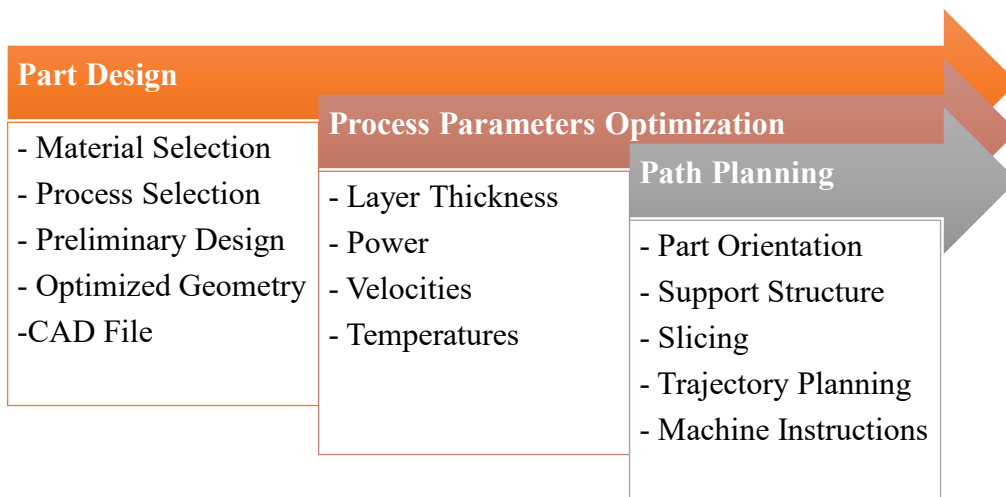 Part Design
- Material Selection
- Process Selection
- Preliminary Design
- Optimized Geometry
-CAD File
Process Parameters Optimization
- Layer Thickness
- Power
- Velocities
- Temperatures
Path Planning
- Part Orientation
- Support Structure
- Slicing
- Trajectory Planning
- Machine Instructions